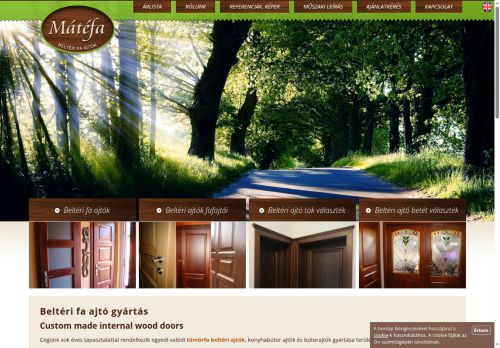 ÁRLISTA
RÓLUNK
REFERENCIÁK, KÉPEK
MŰSZAKI LEÍRÁS
AJÁNLATKÉRÉS
KAPCSOLAT
Mátéfa
BELTÉRI FA AJTÓK
Beltéri fa ajtók
Beltéri ajtók fafajtái
Beltéri ajtó tok választék
Beltéri ajtó betét választék
Beltéri fa ajtó gyártás
Custom made internal wood doors
Cégünk sok éves tapasztalattal rendelkezik egyedi valódi tömörfa beltéri ajtók, konyhabútor ajtók és bútorajtók gyártása terü
A honlap böngészésével hozzájárul a
cookie-k használatához. A cookie fájlok az
Ön számítógépén tárolódnak.
Értem